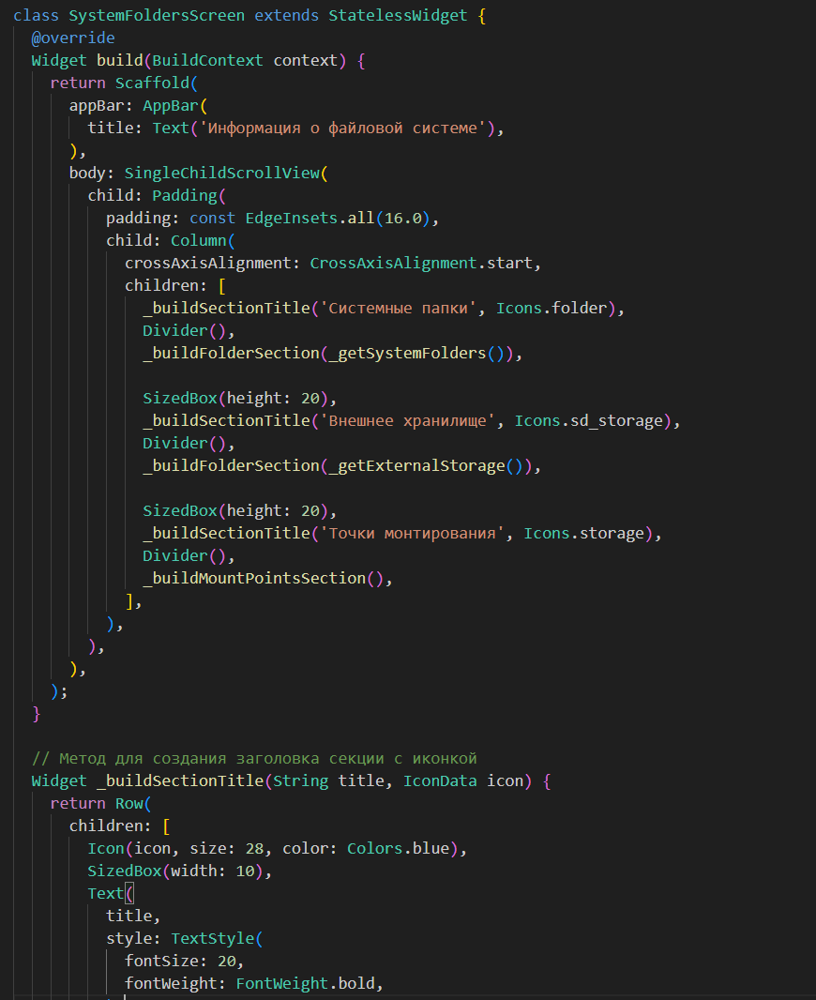 class SystemFoldersScreen extends StatelessWidget {
  @override
  Widget build(BuildContext context) {
    return Scaffold(
      appBar: AppBar(
        title: Text('Информация о файловой системе'),
      ),
      body: SingleChildScrollView(
        child: Padding(
          padding: const EdgeInsets.all(16.0),
          child: Column(
            crossAxisAlignment: CrossAxisAlignment.start,
            children: [
              _buildSectionTitle('Системные папки', Icons.folder),
              Divider(),
              _buildFolderSection(_getSystemFolders()),

              SizedBox(height: 20),
              _buildSectionTitle('Внешнее хранилище', Icons.sd_storage),
              Divider(),
              _buildFolderSection(_getExternalStorage()),

              SizedBox(height: 20),
              _buildSectionTitle('Точки монтирования', Icons.storage),
              Divider(),
              _buildMountPointsSection(),
            ],
          ),
        ),
      ),
    );
  }

  // Метод для создания заголовка секции с иконкой
  Widget _buildSectionTitle(String title, IconData icon) {
    return Row(
      children: [
        Icon(icon, size: 28, color: Colors.blue),
        SizedBox(width: 10),
        Text(
          title,
          style: TextStyle(
            fontSize: 20,
            fontWeight: FontWeight.bold,